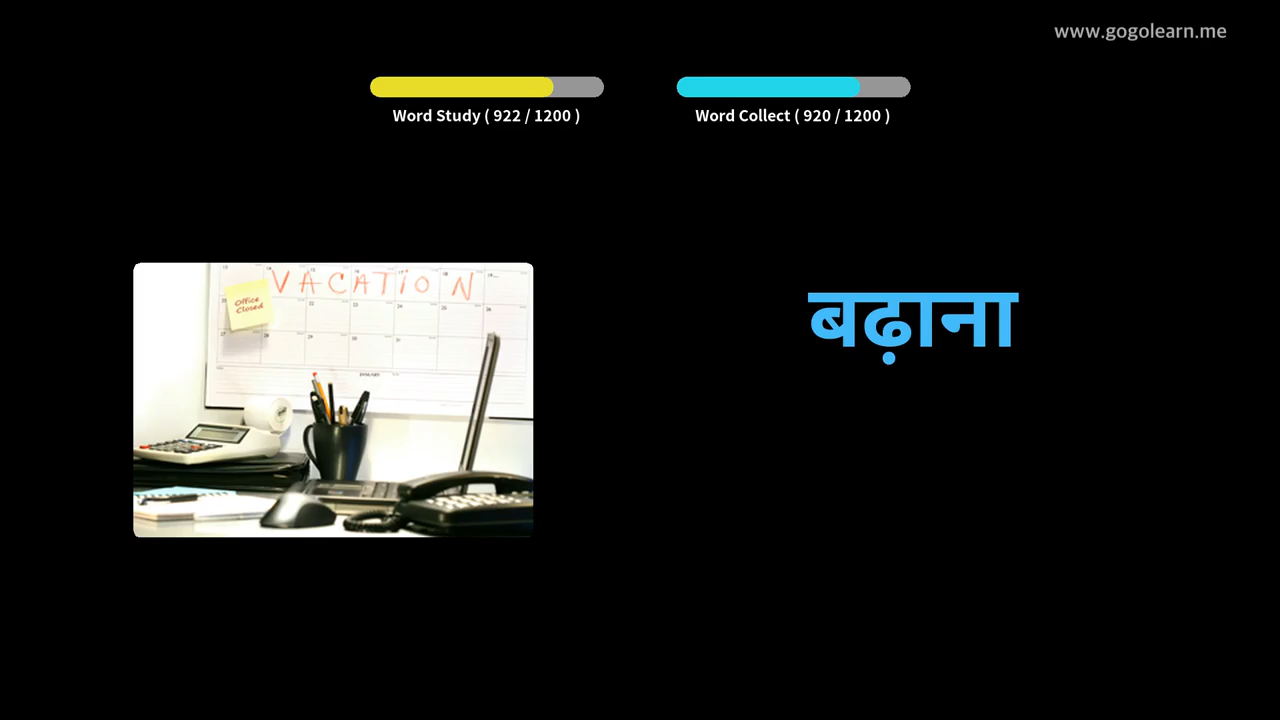 www.gogolearn.me
Word Study ( 922 / 1200 )
Word Collect ( 920 / 1200 )
VACATION
Office
Closed
बढ़ाना